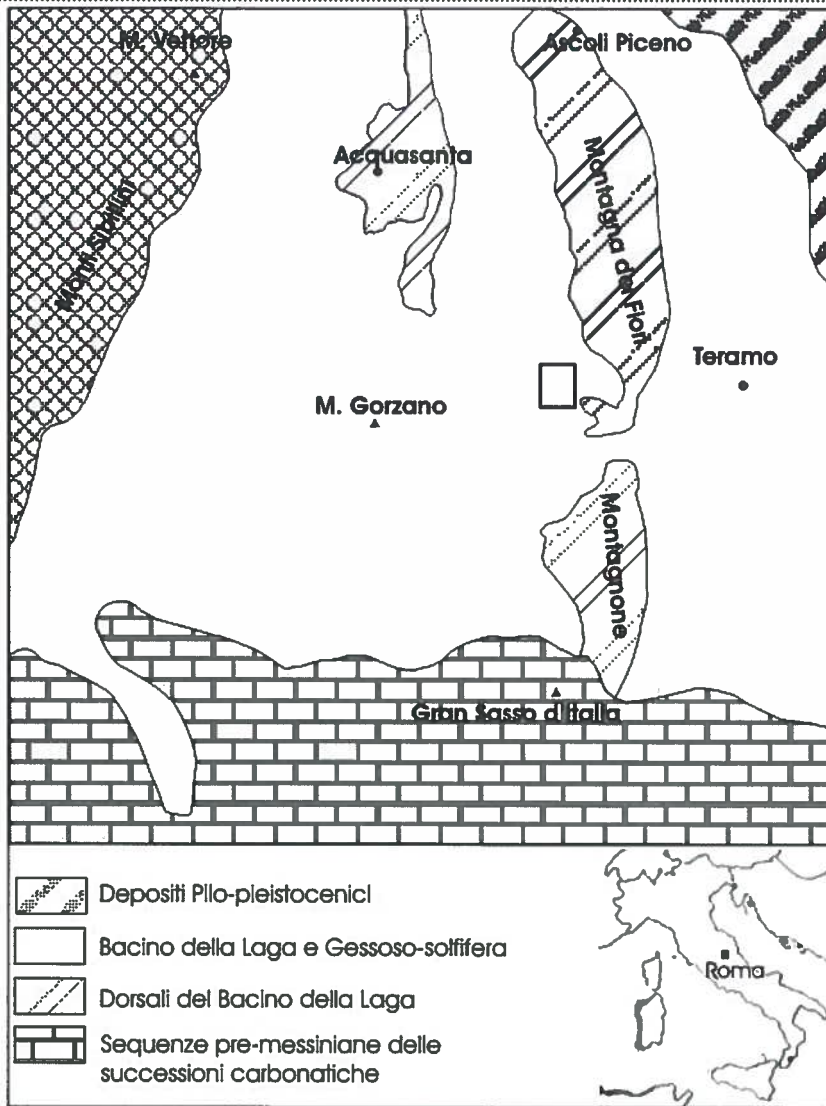 M. Vettore
Ascoli Piceno
Acquasanta
Monti Sibillini
Montagna dei Fiori
Teramo
M. Gorzano
Montagnone
Gran Sasso d'Italia
Depositi Plio-pleistocenici
Bacino della Laga e Gessoso-solfifera
Dorsali del Bacino della Laga
Sequenze pre-messiniane delle
successioni carbonatiche
Roma